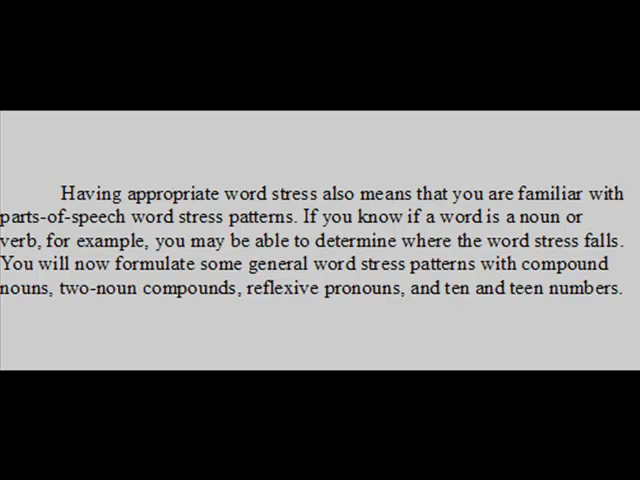 Having appropriate word stress also means that you are familiar with
parts-of-speech word stress patterns. If you know if a word is a noun or
verb, for example, you may be able to determine where the word stress falls.
You will now formulate some general word stress patterns with compound
nouns, two-noun compounds, reflexive pronouns, and ten and teen numbers.